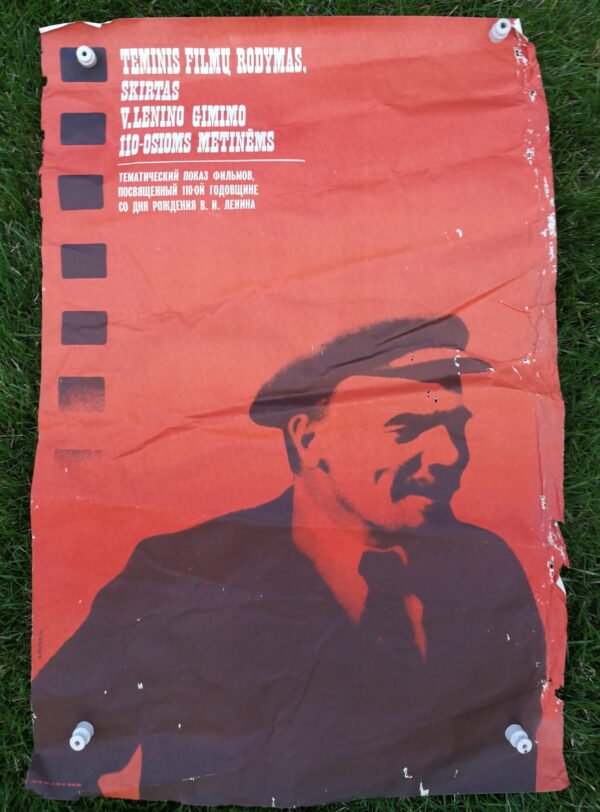 TEMINIS FILMŲ RODYMAS,
SKIRTAS
V.LENINO GIMIMO
110-OSIOMS METINĖMS
ТЕМАТИЧЕСКИЙ ПОКАЗ ФИЛЬМОВ,
ПОСВЯЩЕННЫЙ 110-ОЙ ГОДОВЩИНЕ
СО ДНЯ РОЖДЕНИЯ В. И. ЛЕНИНА